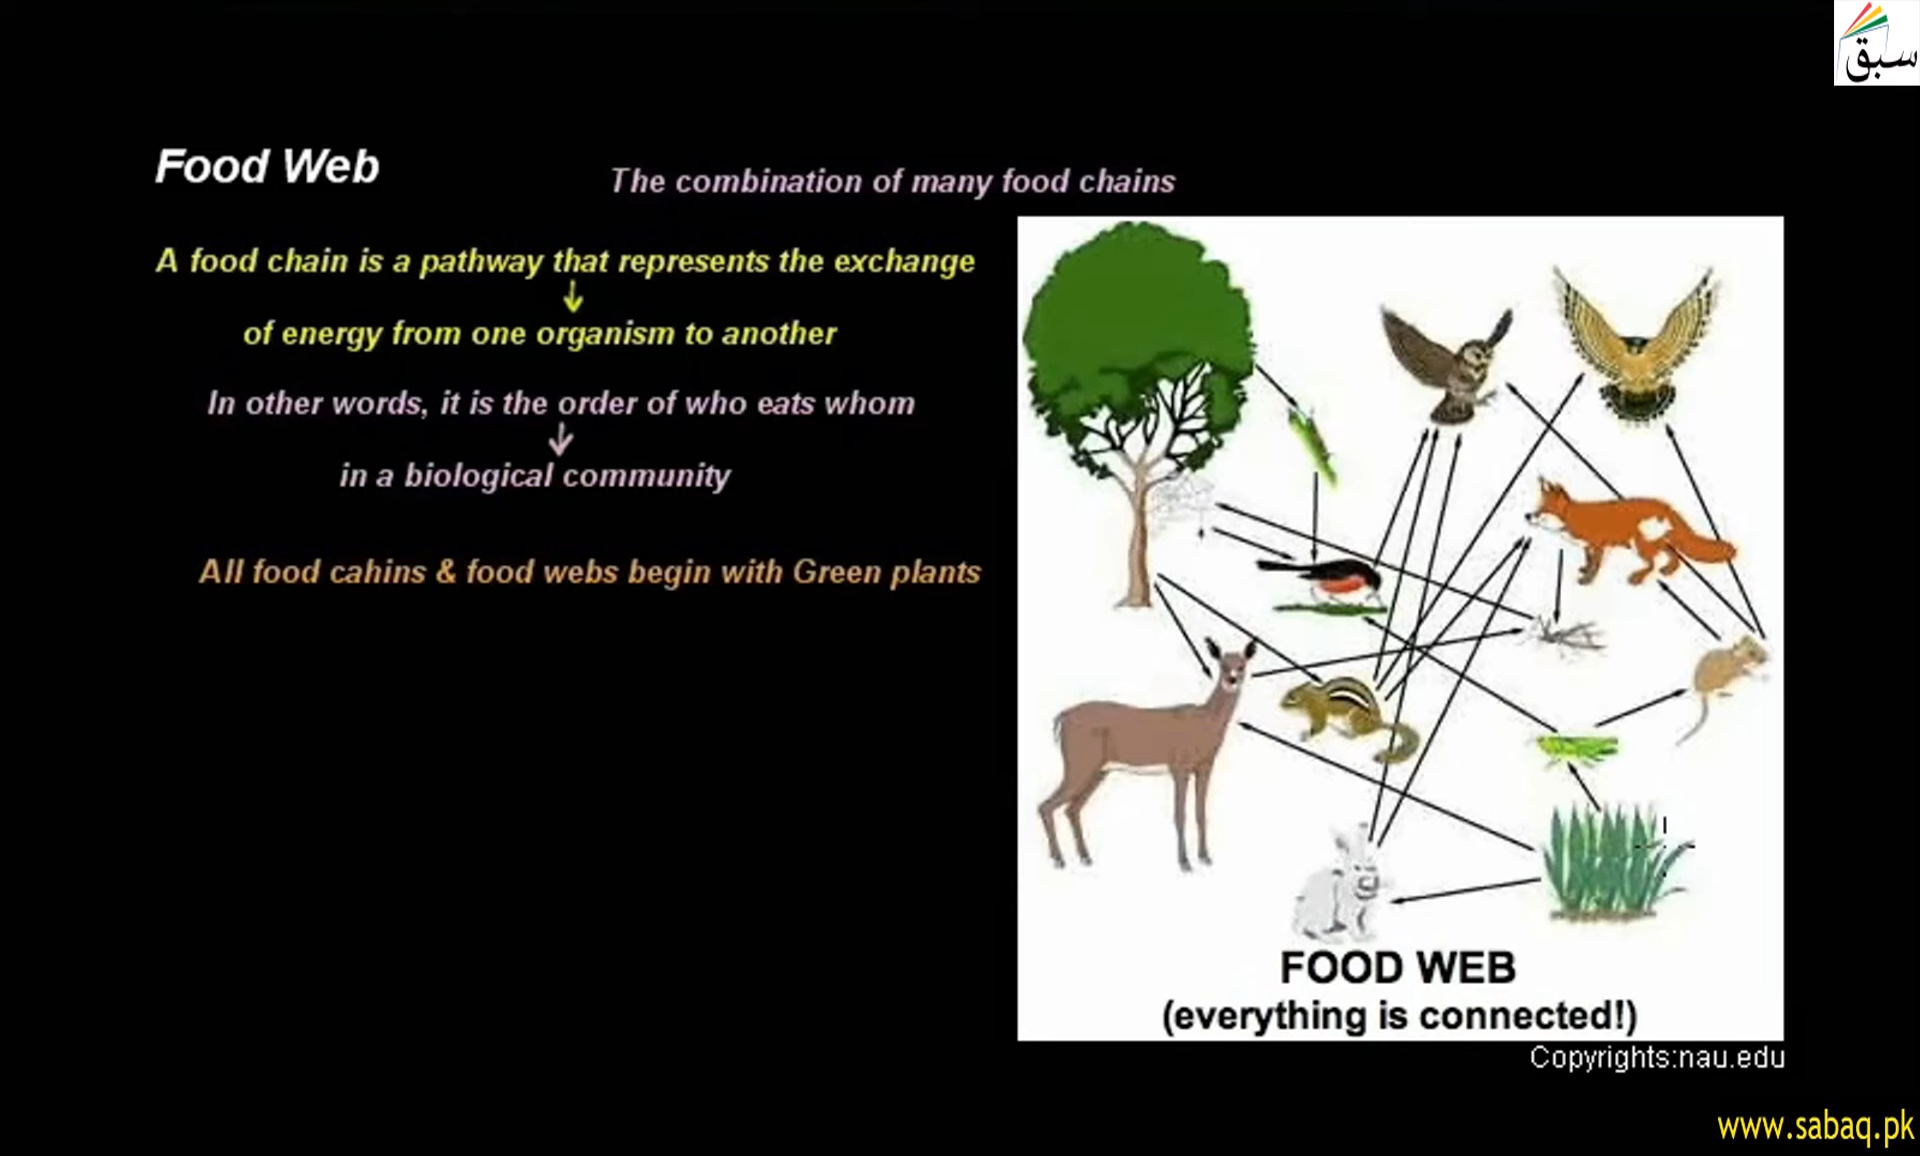 سبق
Food Web
The combination of many food chains
A food chain is a pathway that represents the exchange
of energy from one organism to another
In other words, it is the order of who eats whom
in a biological community
All food cahins & food webs begin with Green plants
FOOD WEB
(everything is connected!)
Copyrights:nau.edu
www.sabaq.pk